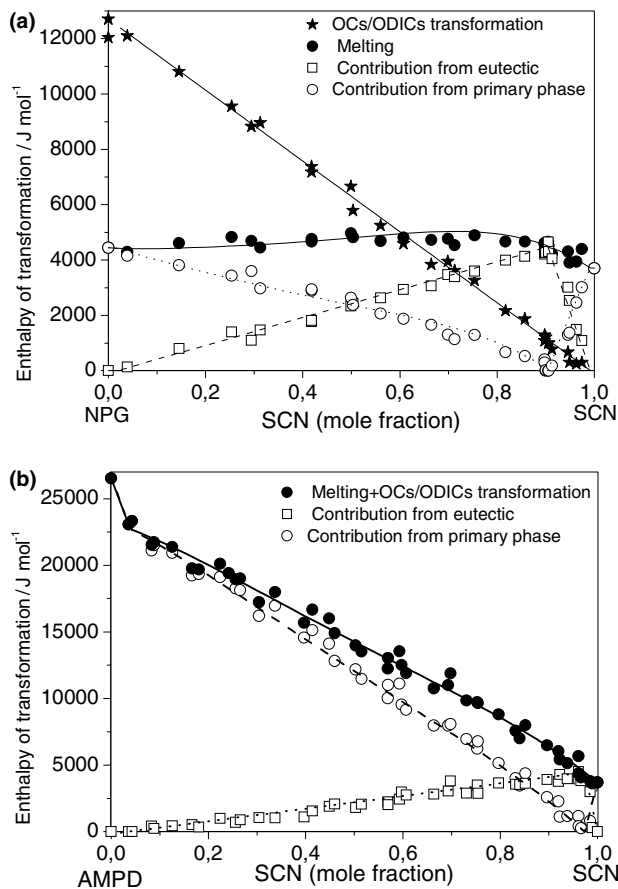 (a)
OCs/ODICs transformation
Melting
Contribution from eutectic
Contribution from primary phase
Enthalpy of transformation / J mol⁻¹
12000
10000
8000
6000
4000
2000
0
0,0 0,2 0,4 0,6 0,8 1,0
NPG SCN (mole fraction) SCN
(b)
Melting+OCs/ODICs transformation
Contribution from eutectic
Contribution from primary phase
Enthalpy of transformation / J mol⁻¹
25000
20000
15000
10000
5000
0
0,0 0,2 0,4 0,6 0,8 1,0
AMPD SCN (mole fraction) SCN